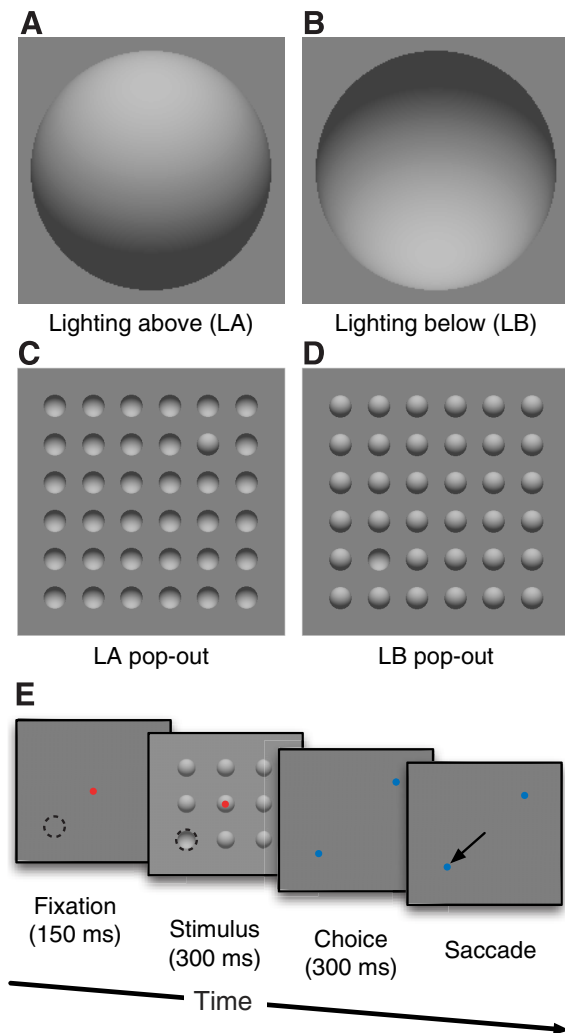 A
B
Lighting above (LA)
Lighting below (LB)
C
D
LA pop-out
LB pop-out
E
Fixation
(150 ms)
Stimulus
(300 ms)
Choice
(300 ms)
Saccade
Time